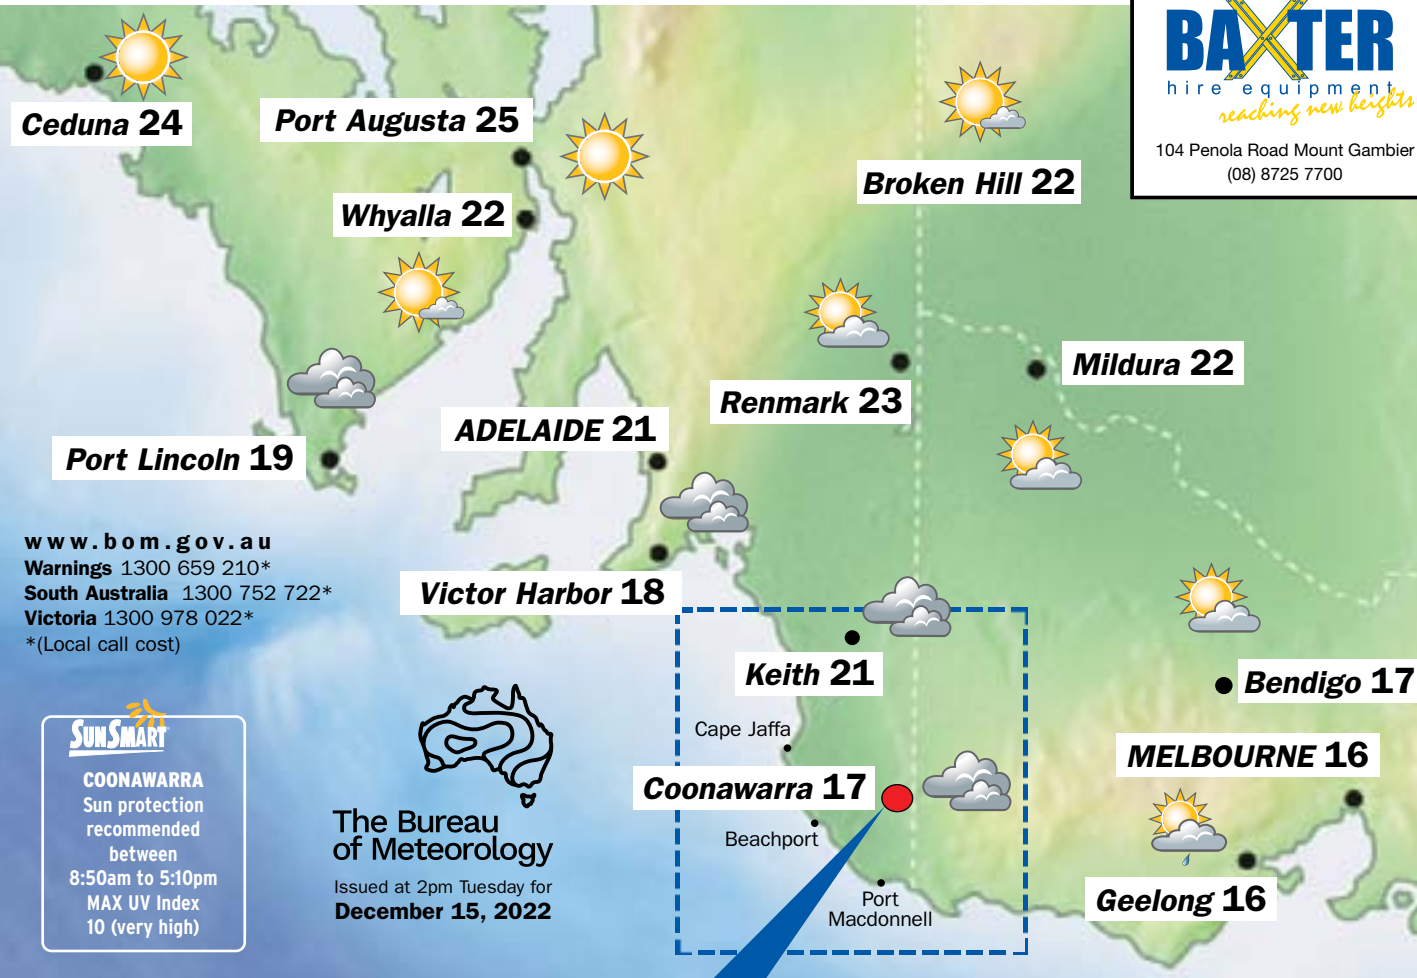 BAXTER
hire equipment
reaching new heights
104 Penola Road Mount Gambier
(08) 8725 7700
Ceduna 24
Port Augusta 25
Whyalla 22
Broken Hill 22
Renmark 23
Mildura 22
ADELAIDE 21
Port Lincoln 19
Victor Harbor 18
www.bom.gov.au
Warnings 1300 659 210*
South Australia 1300 752 722*
Victoria 1300 978 022*
*(Local call cost)
Keith 21
Bendigo 17
Cape Jaffa
MELBOURNE 16
Coonawarra 17
Beachport
Port
Macdonnell
Geelong 16
SUNSMART
COONAWARRA
Sun protection
recommended
between
8:50am to 5:10pm
MAX UV Index
10 (very high)
The Bureau
of Meteorology
Issued at 2pm Tuesday for
December 15, 2022